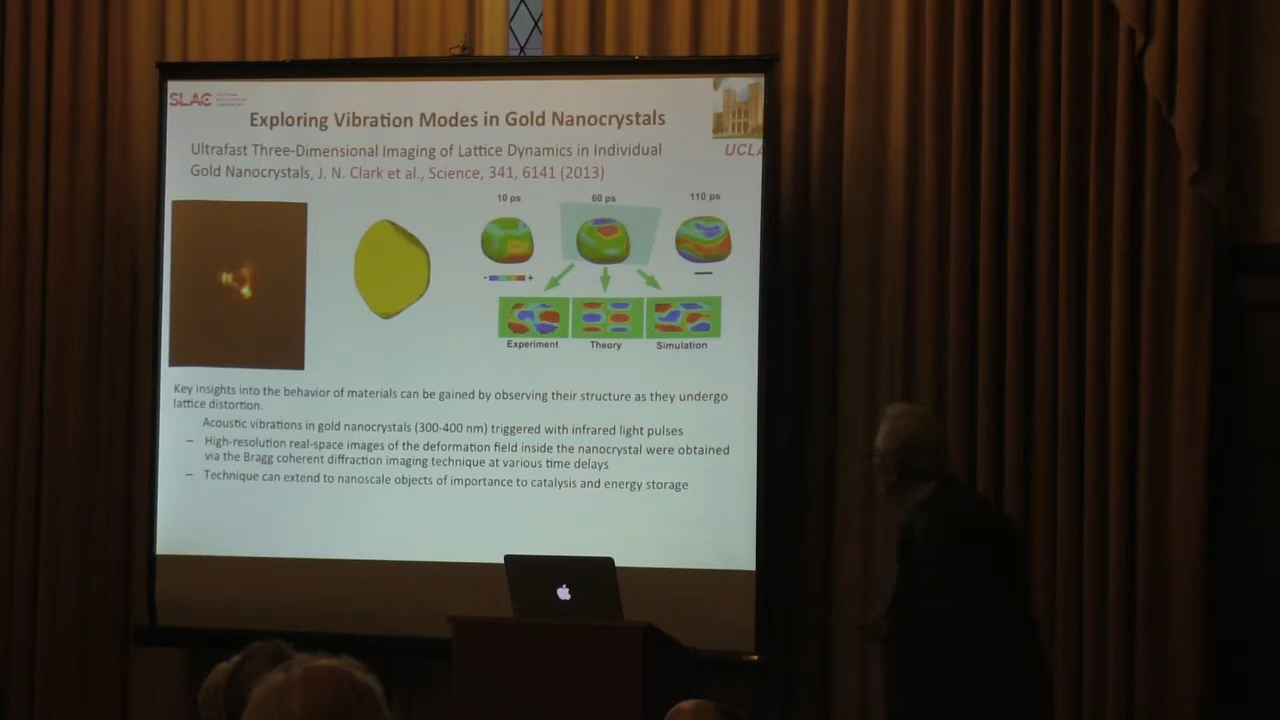 SLAC
Exploring Vibration Modes in Gold Nanocrystals
UCLA
Ultrafast Three-Dimensional Imaging of Lattice Dynamics in Individual
Gold Nanocrystals, J. N. Clark et al., Science, 341, 6141 (2013)
10 ps
60 ps
110 ps
- +
Experiment
Theory
Simulation
Key insights into the behavior of materials can be gained by observing their structure as they undergo
lattice distortion.
Acoustic vibrations in gold nanocrystals (300-400 nm) triggered with infrared light pulses
– High-resolution real-space images of the deformation field inside the nanocrystal were obtained
via the Bragg coherent diffraction imaging technique at various time delays
– Technique can extend to nanoscale objects of importance to catalysis and energy storage